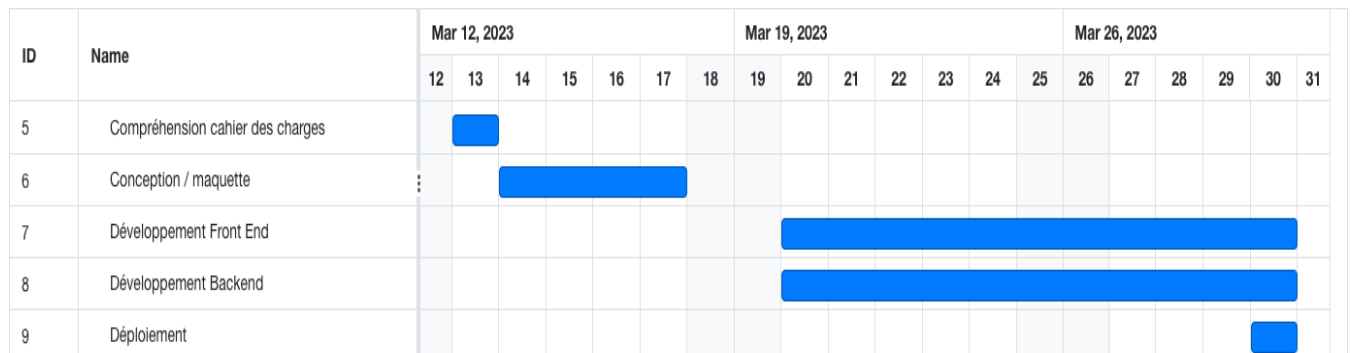 ID Name Mar 12, 2023 Mar 19, 2023 Mar 26, 2023
12 13 14 15 16 17 18 19 20 21 22 23 24 25 26 27 28 29 30 31
5 Compréhension cahier des charges
6 Conception / maquette
7 Développement Front End
8 Développement Backend
9 Déploiement